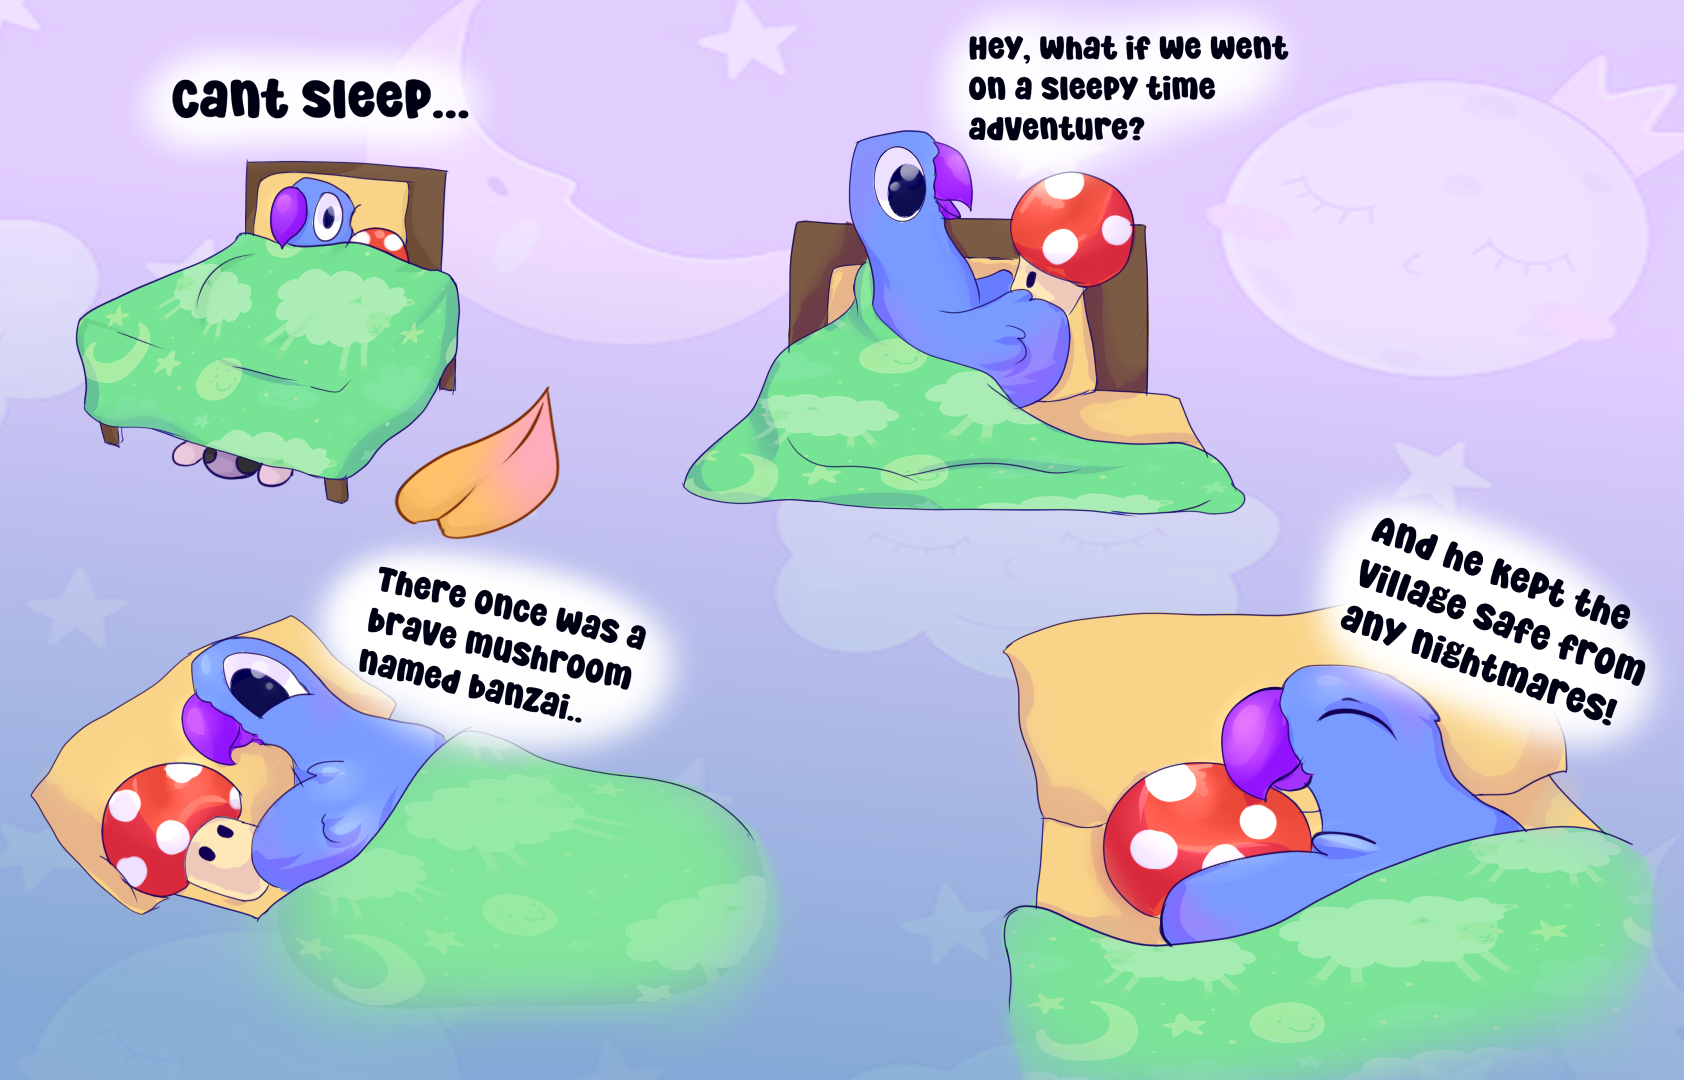 cant sleep...
Hey, what if we went
on a sleepy time
adventure?
There once was a
brave mushroom
named banzai..
And he kept the
village safe from
any nightmares!